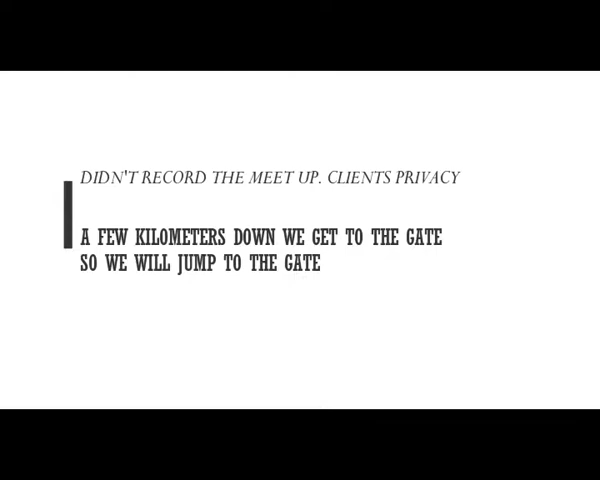 DIDN'T RECORD THE MEET UP. CLIENTS PRIVACY
A FEW KILOMETERS DOWN WE GET TO THE GATE
SO WE WILL JUMP TO THE GATE